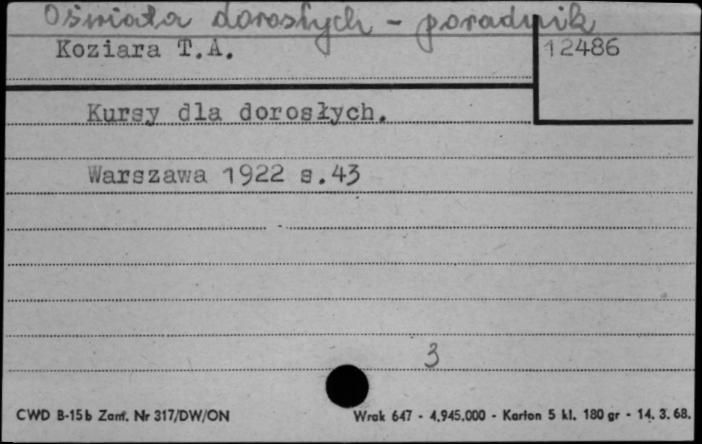 Oświata dorosłych - poradnik
Koziara T.A.
12486
Kursy dla dorosłych.
Warszawa 1922 s.43
3
CWD B-15b Zam. Nr 317/DW/ON
Wrak 647 - 4.945.000 - Karton 5 kl. 180 gr - 14. 3. 68.